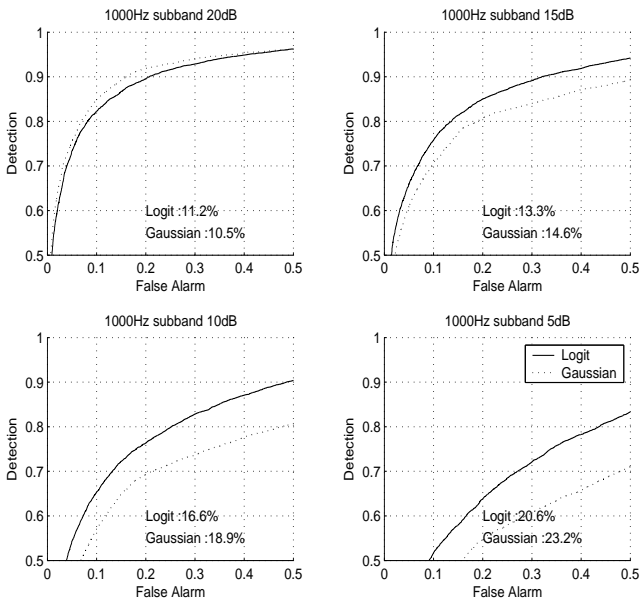 1000Hz subband 20dB
1
0.9
0.8
0.7
0.6
0.5
Detection
Logit :11.2%
Gaussian :10.5%
0 0.1 0.2 0.3 0.4 0.5
False Alarm
1000Hz subband 15dB
1
0.9
0.8
0.7
0.6
0.5
Detection
Logit :13.3%
Gaussian :14.6%
0 0.1 0.2 0.3 0.4 0.5
False Alarm
1000Hz subband 10dB
1
0.9
0.8
0.7
0.6
0.5
Detection
Logit :16.6%
Gaussian :18.9%
0 0.1 0.2 0.3 0.4 0.5
False Alarm
1000Hz subband 5dB
1
0.9
0.8
0.7
0.6
0.5
Detection
Logit
Gaussian
Logit :20.6%
Gaussian :23.2%
0 0.1 0.2 0.3 0.4 0.5
False Alarm